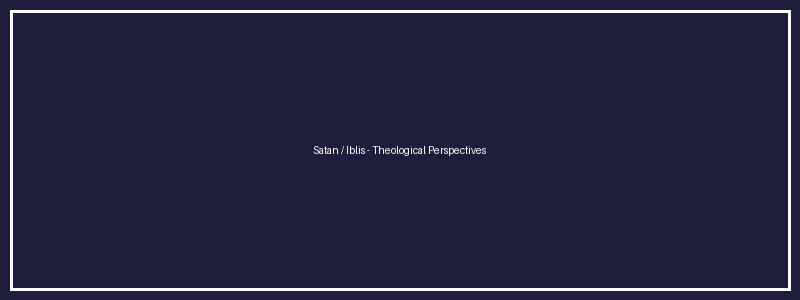 Satan / Iblis - Theological Perspectives